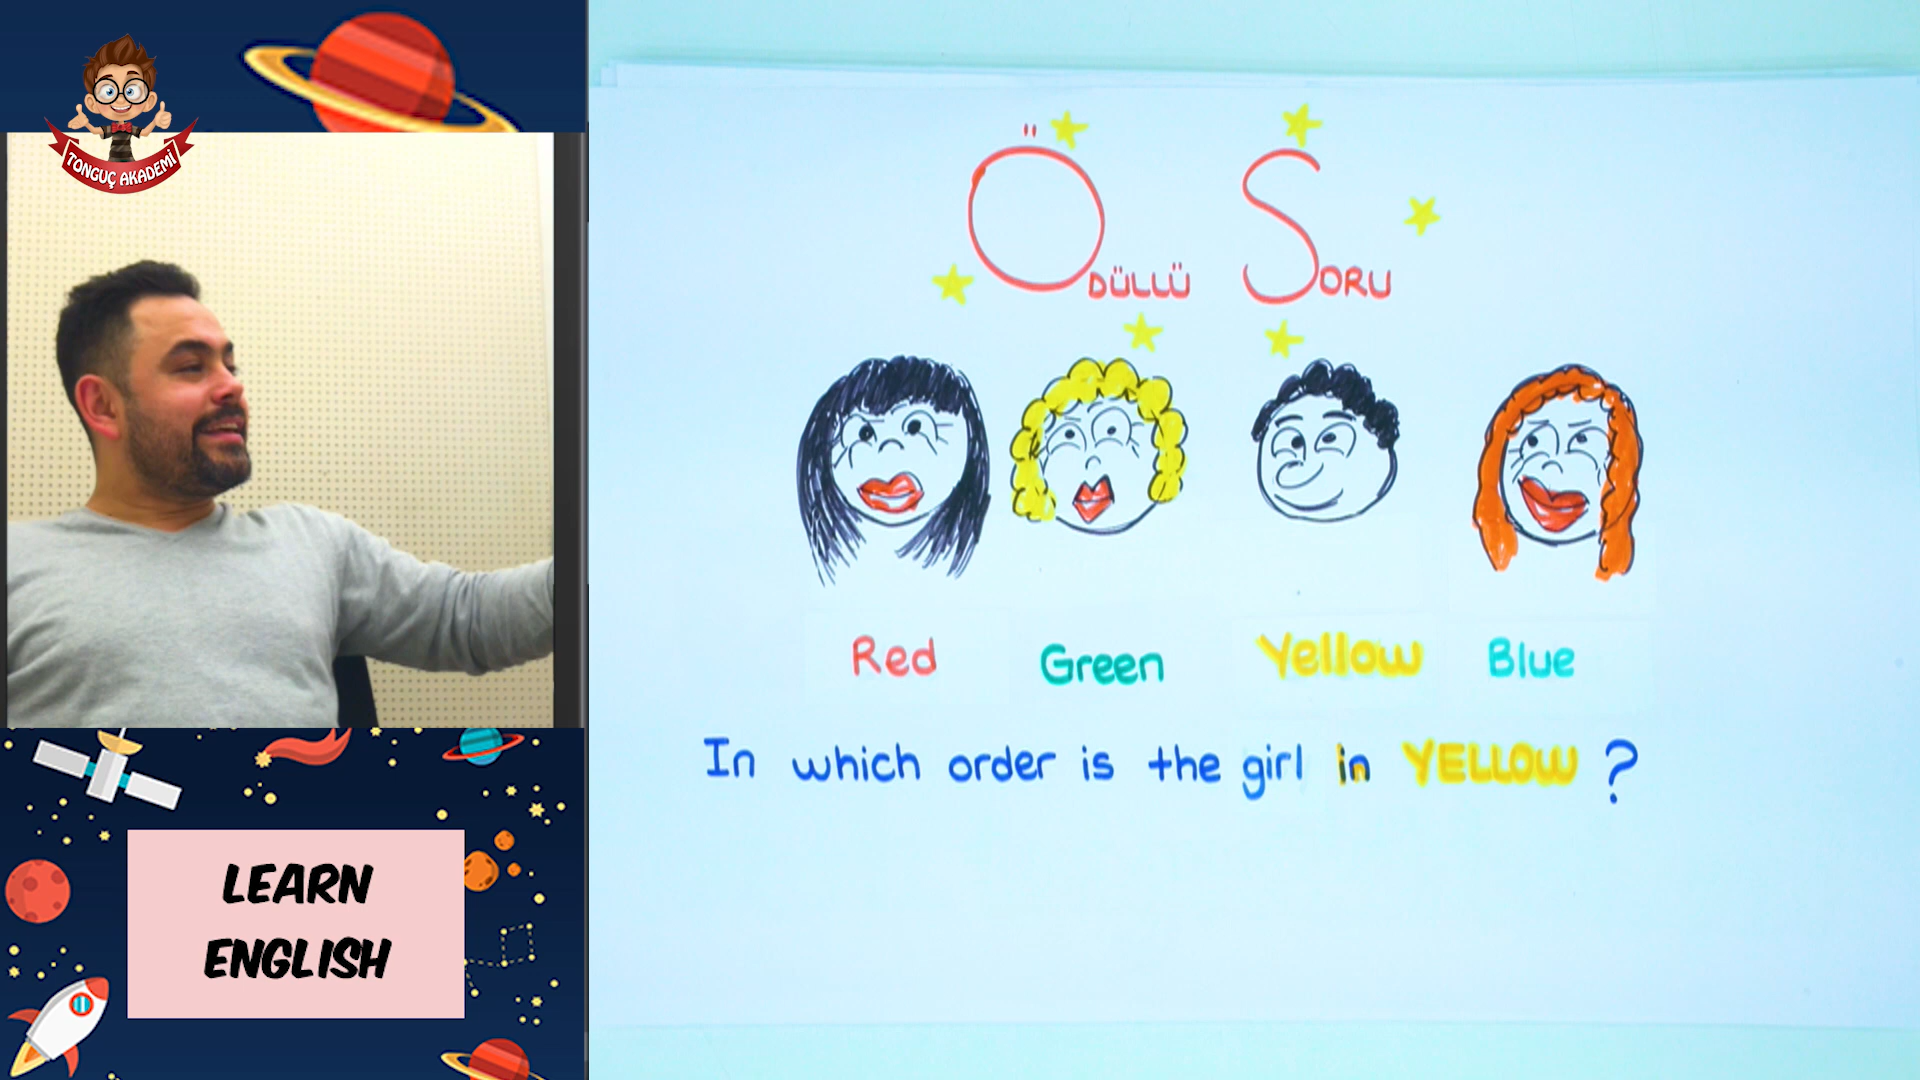 TONGUÇ AKADEMİ
ÖDÜLLÜ SORU
Red Green Yellow Blue
In which order is the girl in YELLOW ?
LEARN
ENGLISH